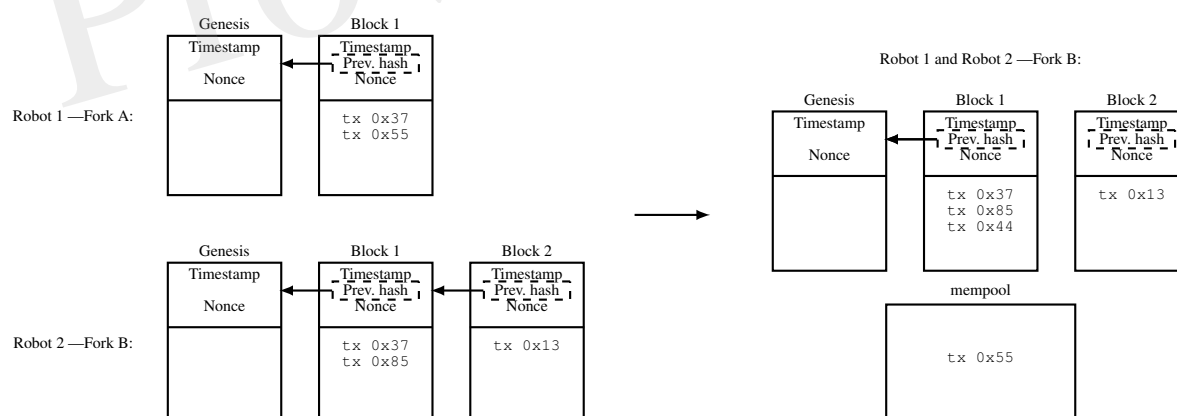 Genesis
Block 1
Timestamp
Nonce
Timestamp
Prev. hash
Nonce
Robot 1 —Fork A:
tx 0x37
tx 0x55
Genesis
Block 1
Block 2
Timestamp
Nonce
Timestamp
Prev. hash
Nonce
Timestamp
Prev. hash
Nonce
Robot 2 —Fork B:
tx 0x37
tx 0x85
tx 0x13
Robot 1 and Robot 2 —Fork B:
Genesis
Block 1
Block 2
Timestamp
Nonce
Timestamp
Prev. hash
Nonce
Timestamp
Prev. hash
Nonce
tx 0x37
tx 0x85
tx 0x44
tx 0x13
mempool
tx 0x55